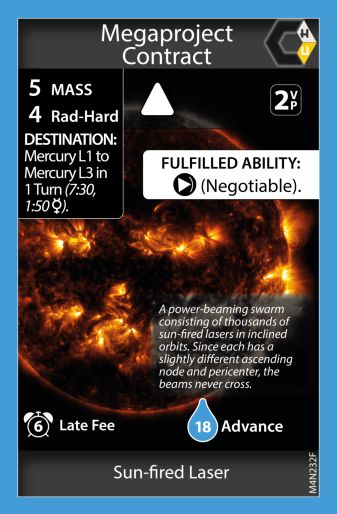 Megaproject
Contract
H
U
5 MASS
4 Rad-Hard
DESTINATION:
Mercury L1 to
Mercury L3 in
1 Turn (7:30,
1:50 ☿).
2 V
P
FULFILLED ABILITY:
(Negotiable).
A power-beaming swarm
consisting of thousands of
sun-fired lasers in inclined
orbits. Since each has a
slightly different ascending
node and pericenter, the
beams never cross.
6 Late Fee
18 Advance
Sun-fired Laser
M4N232F